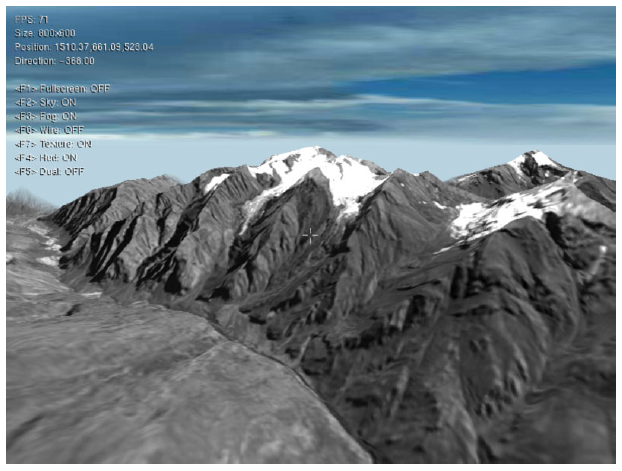 FPS: 71
Size: 800x600
Position: 1510.37,661.09,523.04
Direction: -368.00
<F1> Fullscreen: OFF
<F2> Sky: ON
<F3> Fog: ON
<F6> Wire: OFF
<F7> Texture: ON
<F4> Hud: ON
<F5> Dual: OFF